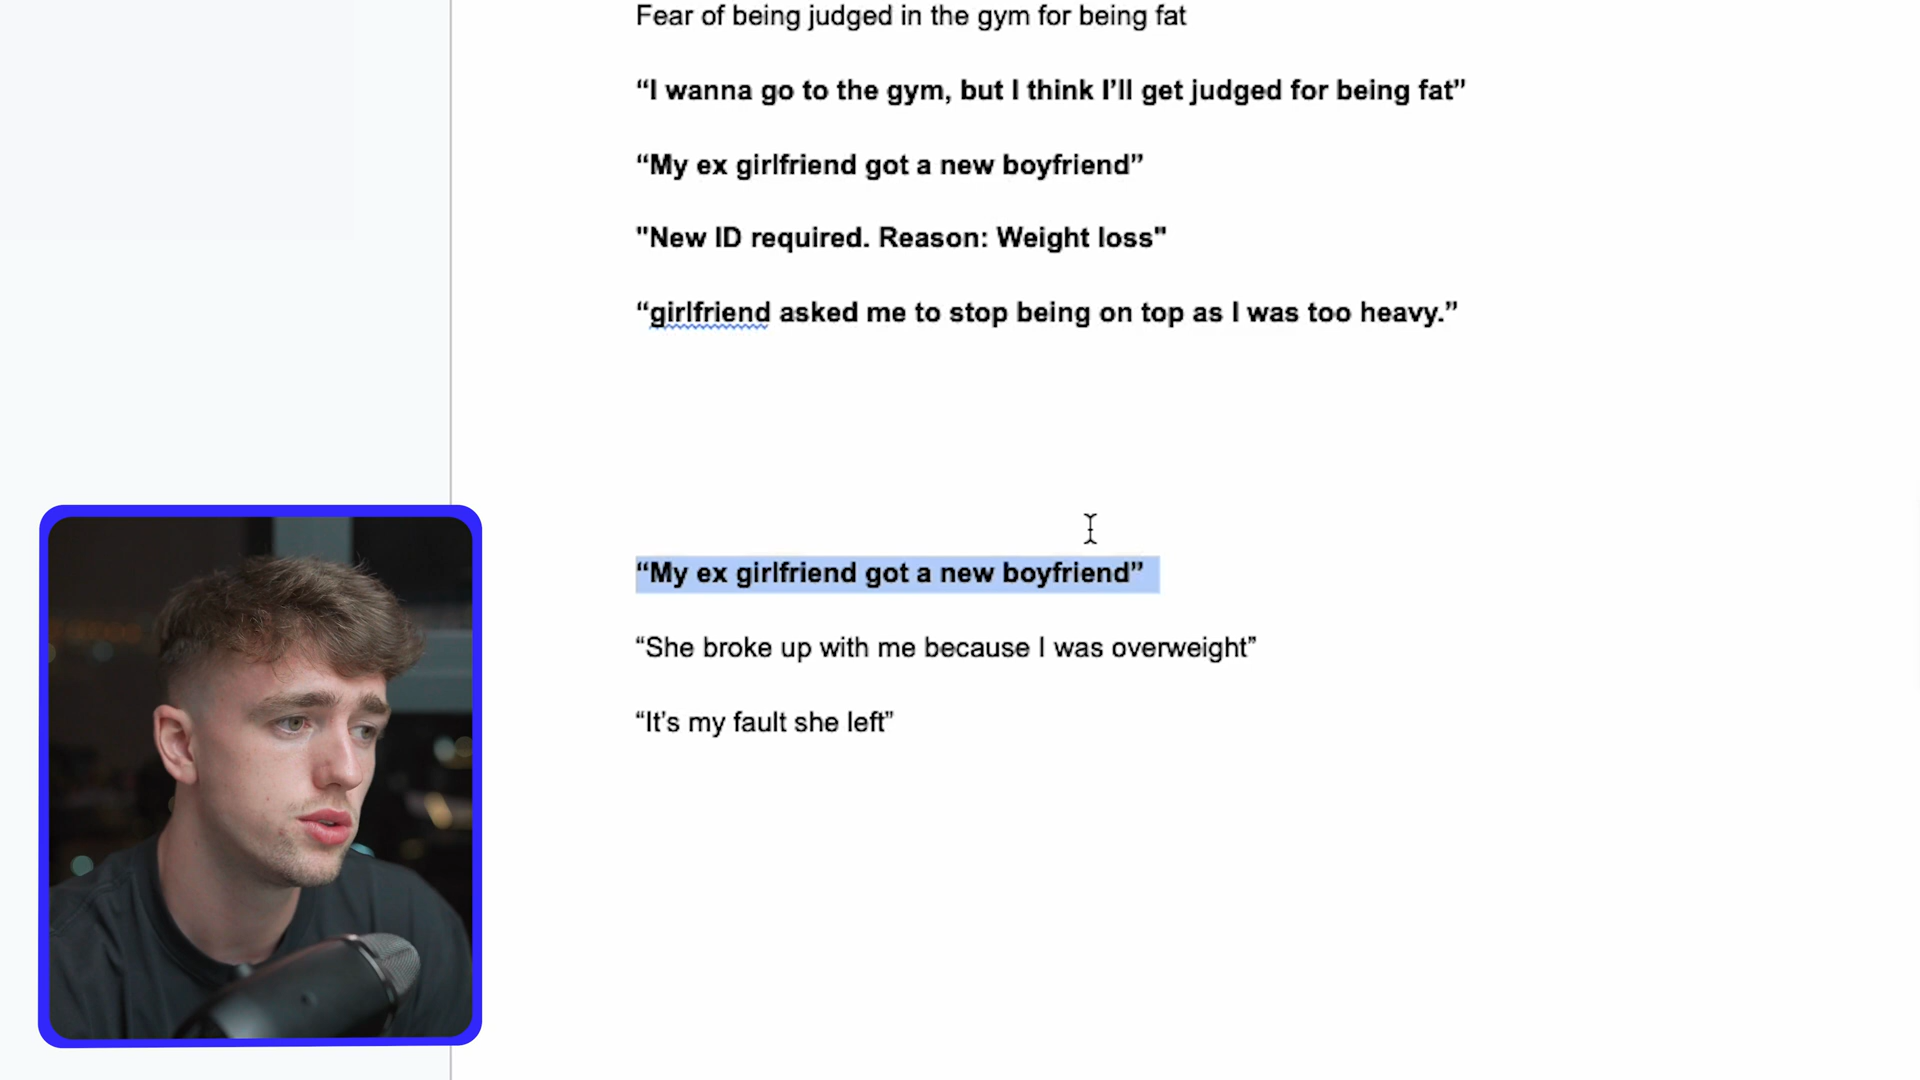 Fear of being judged in the gym for being fat
“I wanna go to the gym, but I think I’ll get judged for being fat”
“My ex girlfriend got a new boyfriend”
"New ID required. Reason: Weight loss"
“girlfriend asked me to stop being on top as I was too heavy.”
“My ex girlfriend got a new boyfriend”
“She broke up with me because I was overweight”
“It’s my fault she left”